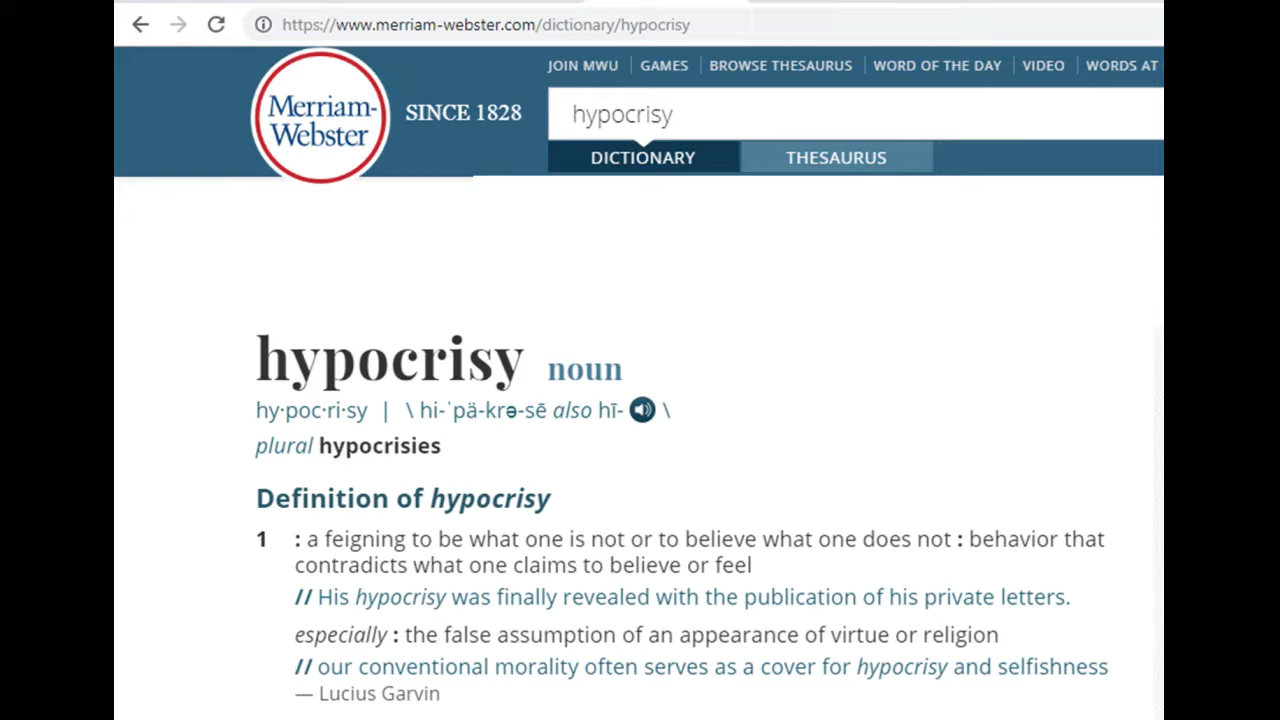 https://www.merriam-webster.com/dictionary/hypocrisy
JOIN MWU GAMES BROWSE THESAURUS WORD OF THE DAY VIDEO WORDS AT
Merriam-
Webster
SINCE 1828
hypocrisy
DICTIONARY THESAURUS
hypocrisy noun
hy·poc·ri·sy | \ hi-ˈpä-krə-sē also hī- \
plural hypocrisies
Definition of hypocrisy
1 : a feigning to be what one is not or to believe what one does not : behavior that
contradicts what one claims to believe or feel
// His hypocrisy was finally revealed with the publication of his private letters.
especially : the false assumption of an appearance of virtue or religion
// our conventional morality often serves as a cover for hypocrisy and selfishness
— Lucius Garvin